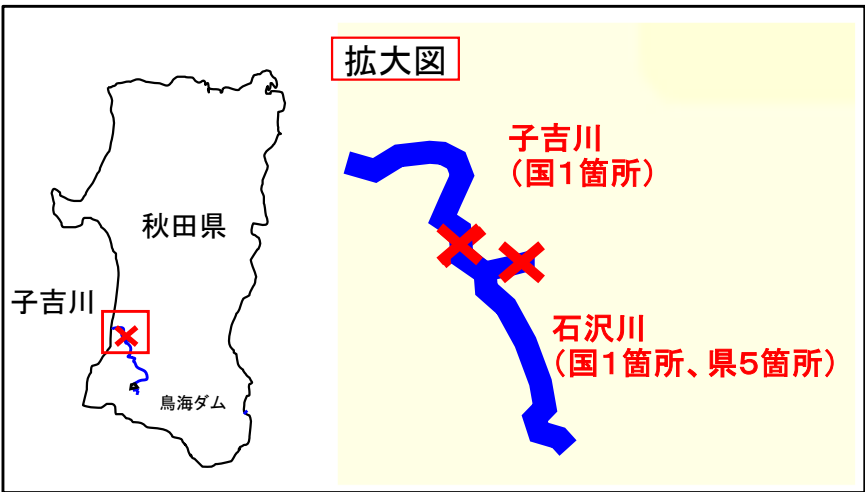 拡大図
子吉川
（国１箇所）
秋田県
子吉川
石沢川
（国１箇所、県５箇所）
鳥海ダム